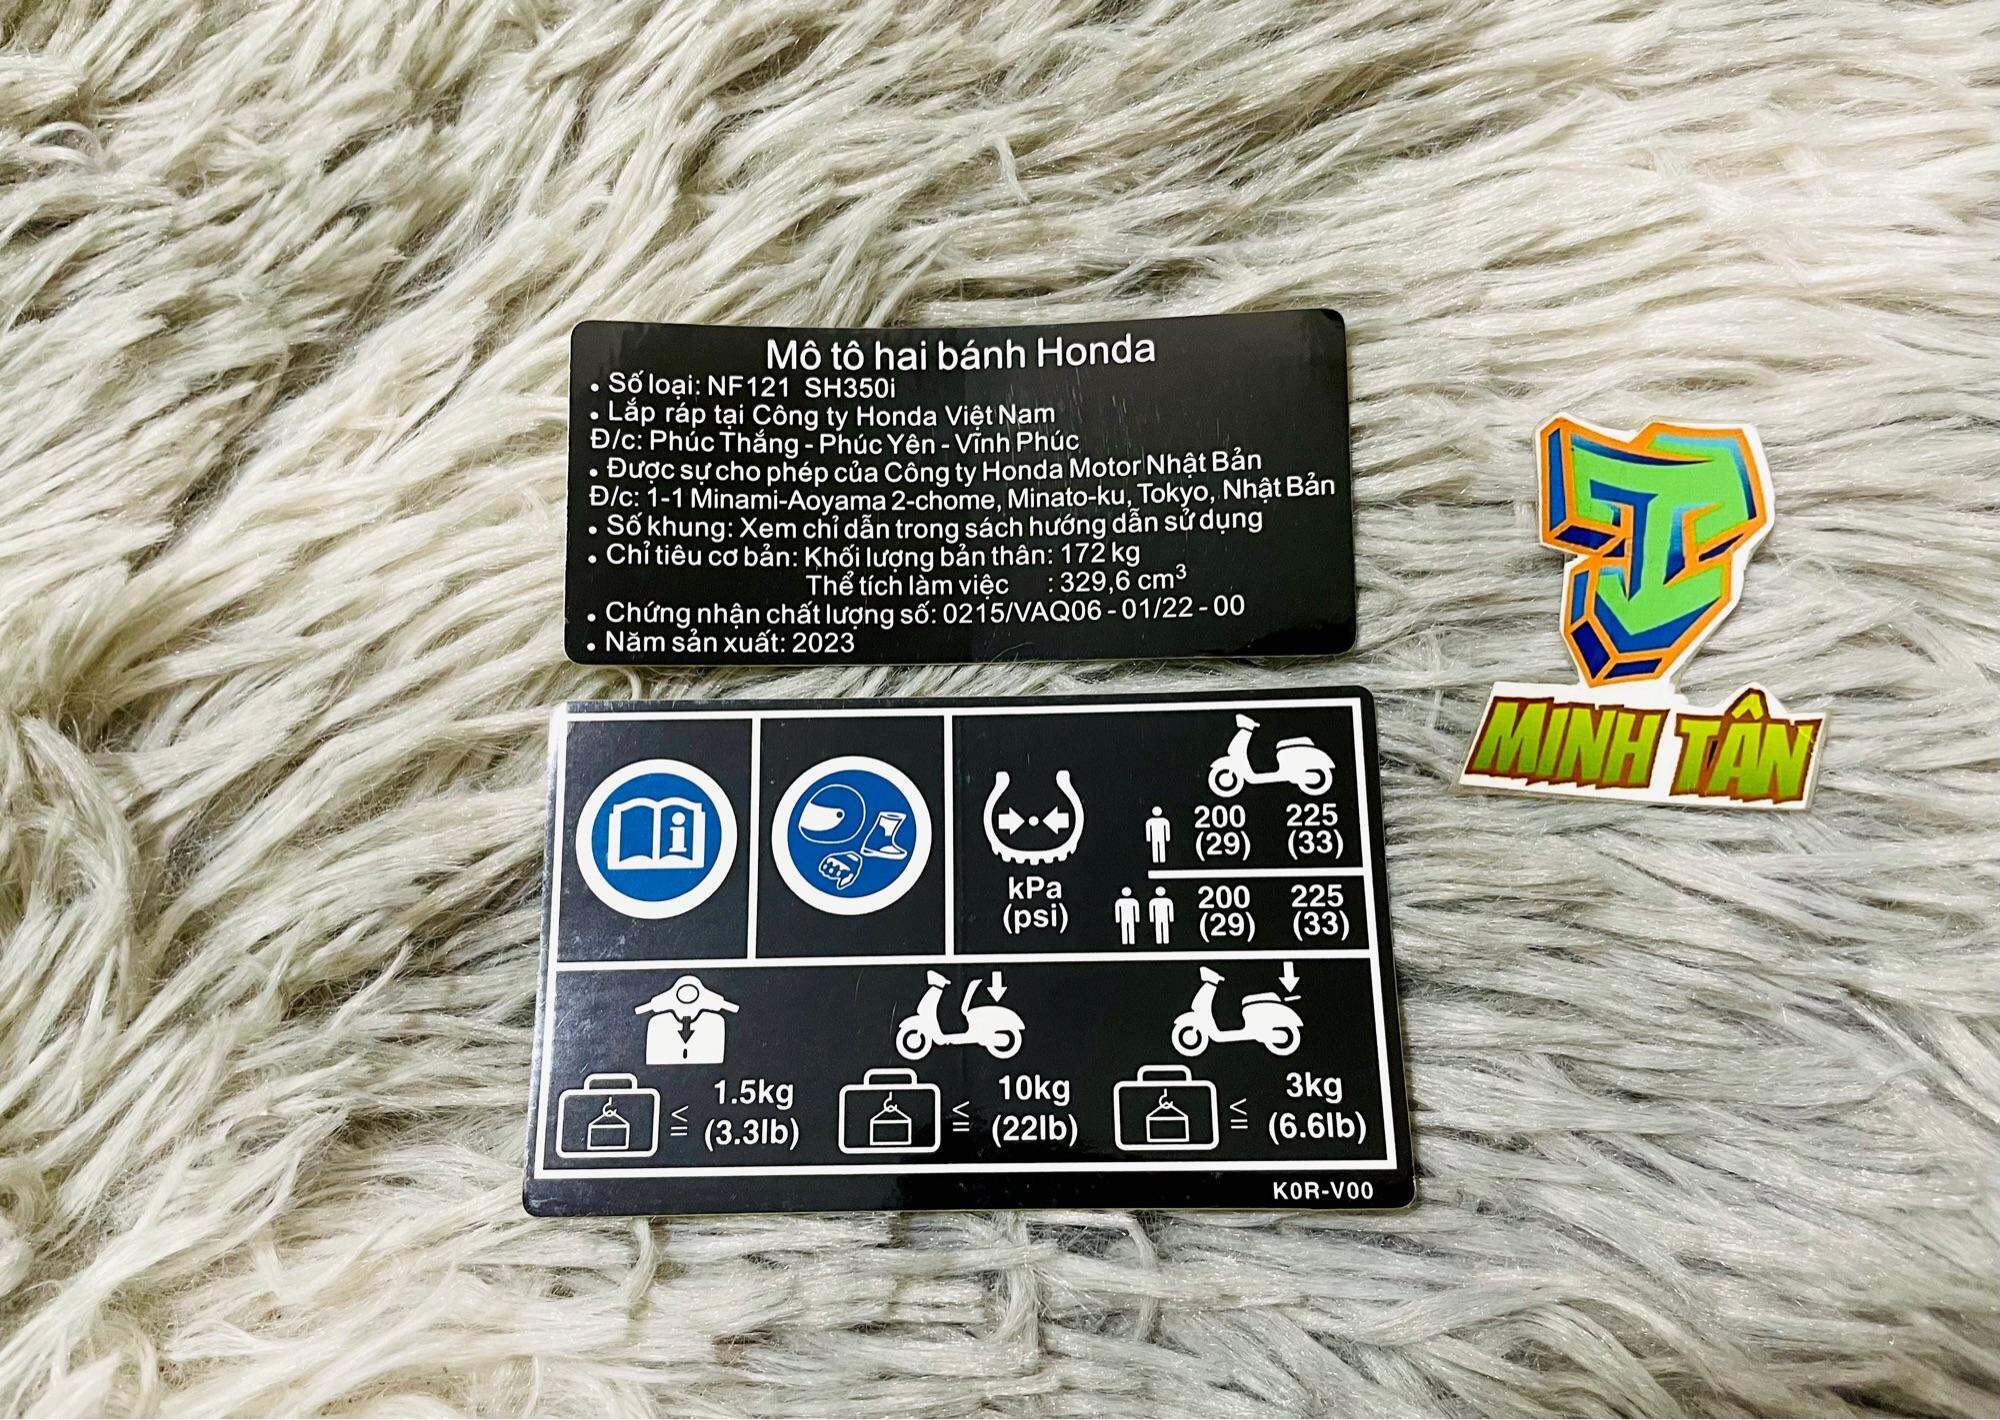 Mô tô hai bánh Honda
• Số loại: NF121 SH350i
• Lắp ráp tại Công ty Honda Việt Nam
Đ/c: Phúc Thắng - Phúc Yên - Vĩnh Phúc
• Được sự cho phép của Công ty Honda Motor Nhật Bản
Đ/c: 1-1 Minami-Aoyama 2-chome, Minato-ku, Tokyo, Nhật Bản
• Số khung: Xem chỉ dẫn trong sách hướng dẫn sử dụng
• Chỉ tiêu cơ bản: Khối lượng bản thân: 172 kg
Thể tích làm việc : 329,6 cm³
• Chứng nhận chất lượng số: 0215/VAQ06 - 01/22 - 00
• Năm sản xuất: 2023
MINH TÂN
i
kPa
(psi)
200 225
(29) (33)
200 225
(29) (33)
≤ 1.5kg
(3.3lb)
≤ 10kg
(22lb)
≤ 3kg
(6.6lb)
K0R-V00